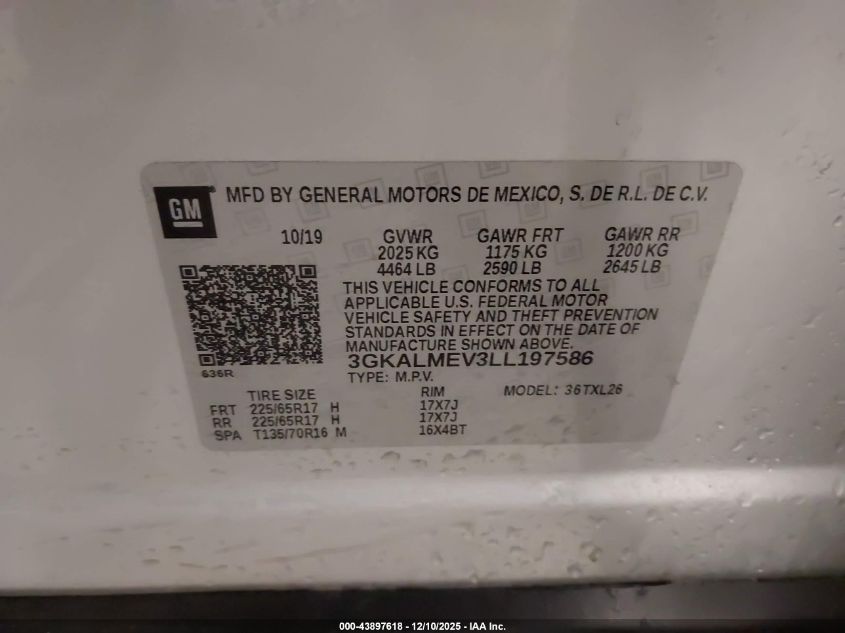 GM
MFD BY GENERAL MOTORS DE MEXICO, S. DE R.L. DE C.V.
10/19 GVWR GAWR FRT GAWR RR
2025 KG 1175 KG 1200 KG
4464 LB 2590 LB 2645 LB
THIS VEHICLE CONFORMS TO ALL
APPLICABLE U.S. FEDERAL MOTOR
VEHICLE SAFETY AND THEFT PREVENTION
STANDARDS IN EFFECT ON THE DATE OF
MANUFACTURE SHOWN ABOVE.
3GKALMEV3LL197586
636R
TYPE: M.P.V.
TIRE SIZE RIM MODEL: 36TXL26
FRT 225/65R17 H 17X7J
RR 225/65R17 H 17X7J
SPA T135/70R16 M 16X4BT
000-43897618 - 12/10/2025 - IAA Inc.